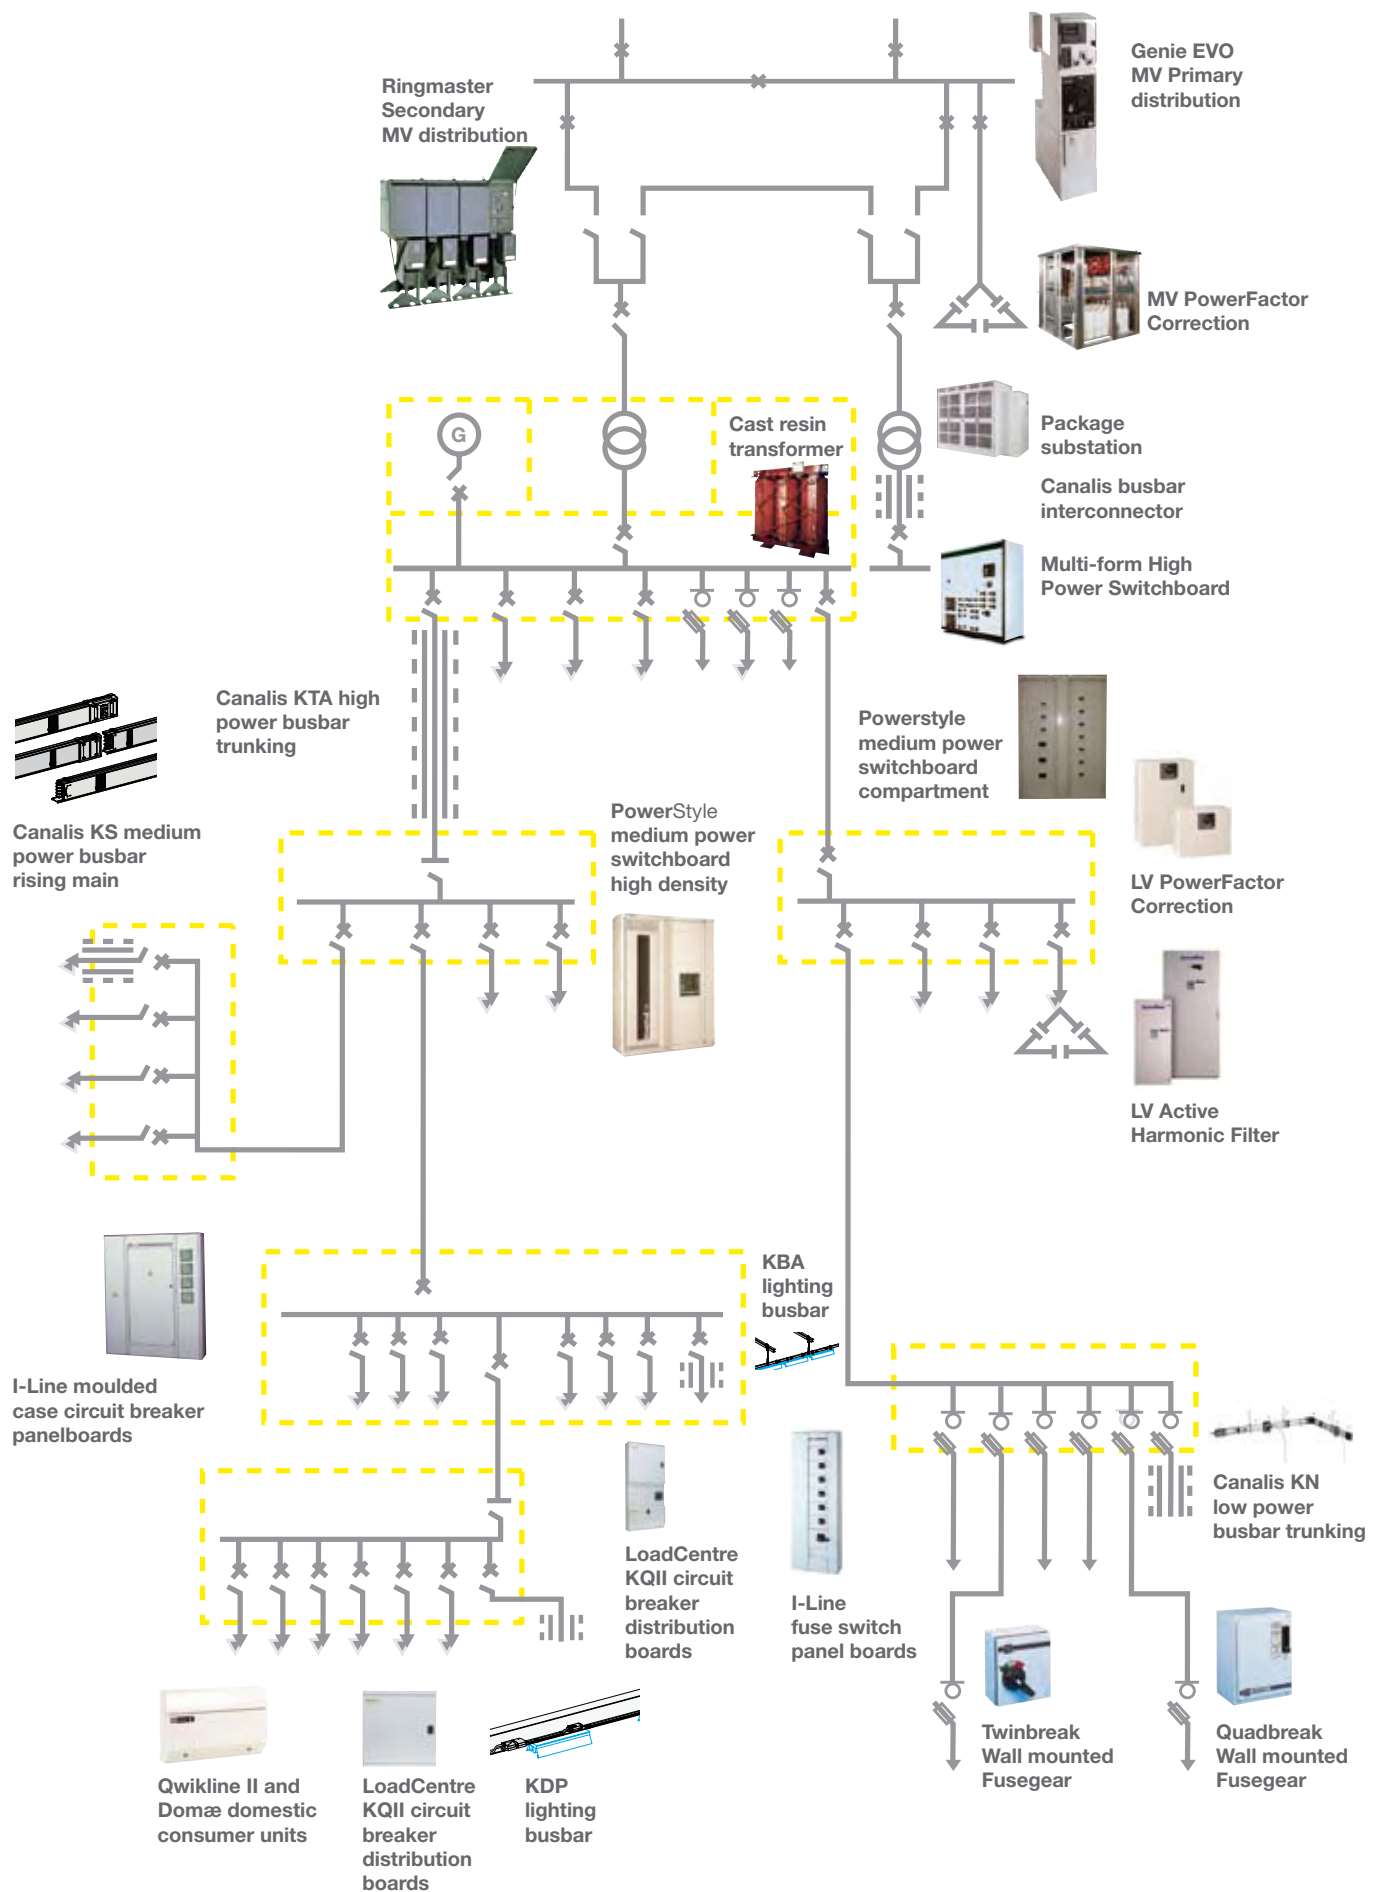 Genie EVO
MV Primary
distribution
Ringmaster
Secondary
MV distribution
MV PowerFactor
Correction
G
Cast resin
transformer
Package
substation
Canalis busbar
interconnector
Multi-form High
Power Switchboard
Canalis KTA high
power busbar
trunking
Powerstyle
medium power
switchboard
compartment
Canalis KS medium
power busbar
rising main
PowerStyle
medium power
switchboard
high density
LV PowerFactor
Correction
LV Active
Harmonic Filter
KBA
lighting
busbar
I-Line moulded
case circuit breaker
panelboards
Canalis KN
low power
busbar trunking
LoadCentre
KQII circuit
breaker
distribution
boards
I-Line
fuse switch
panel boards
Twinbreak
Wall mounted
Fusegear
Quadbreak
Wall mounted
Fusegear
Qwikline II and
Domæ domestic
consumer units
LoadCentre
KQII circuit
breaker
distribution
boards
KDP
lighting
busbar